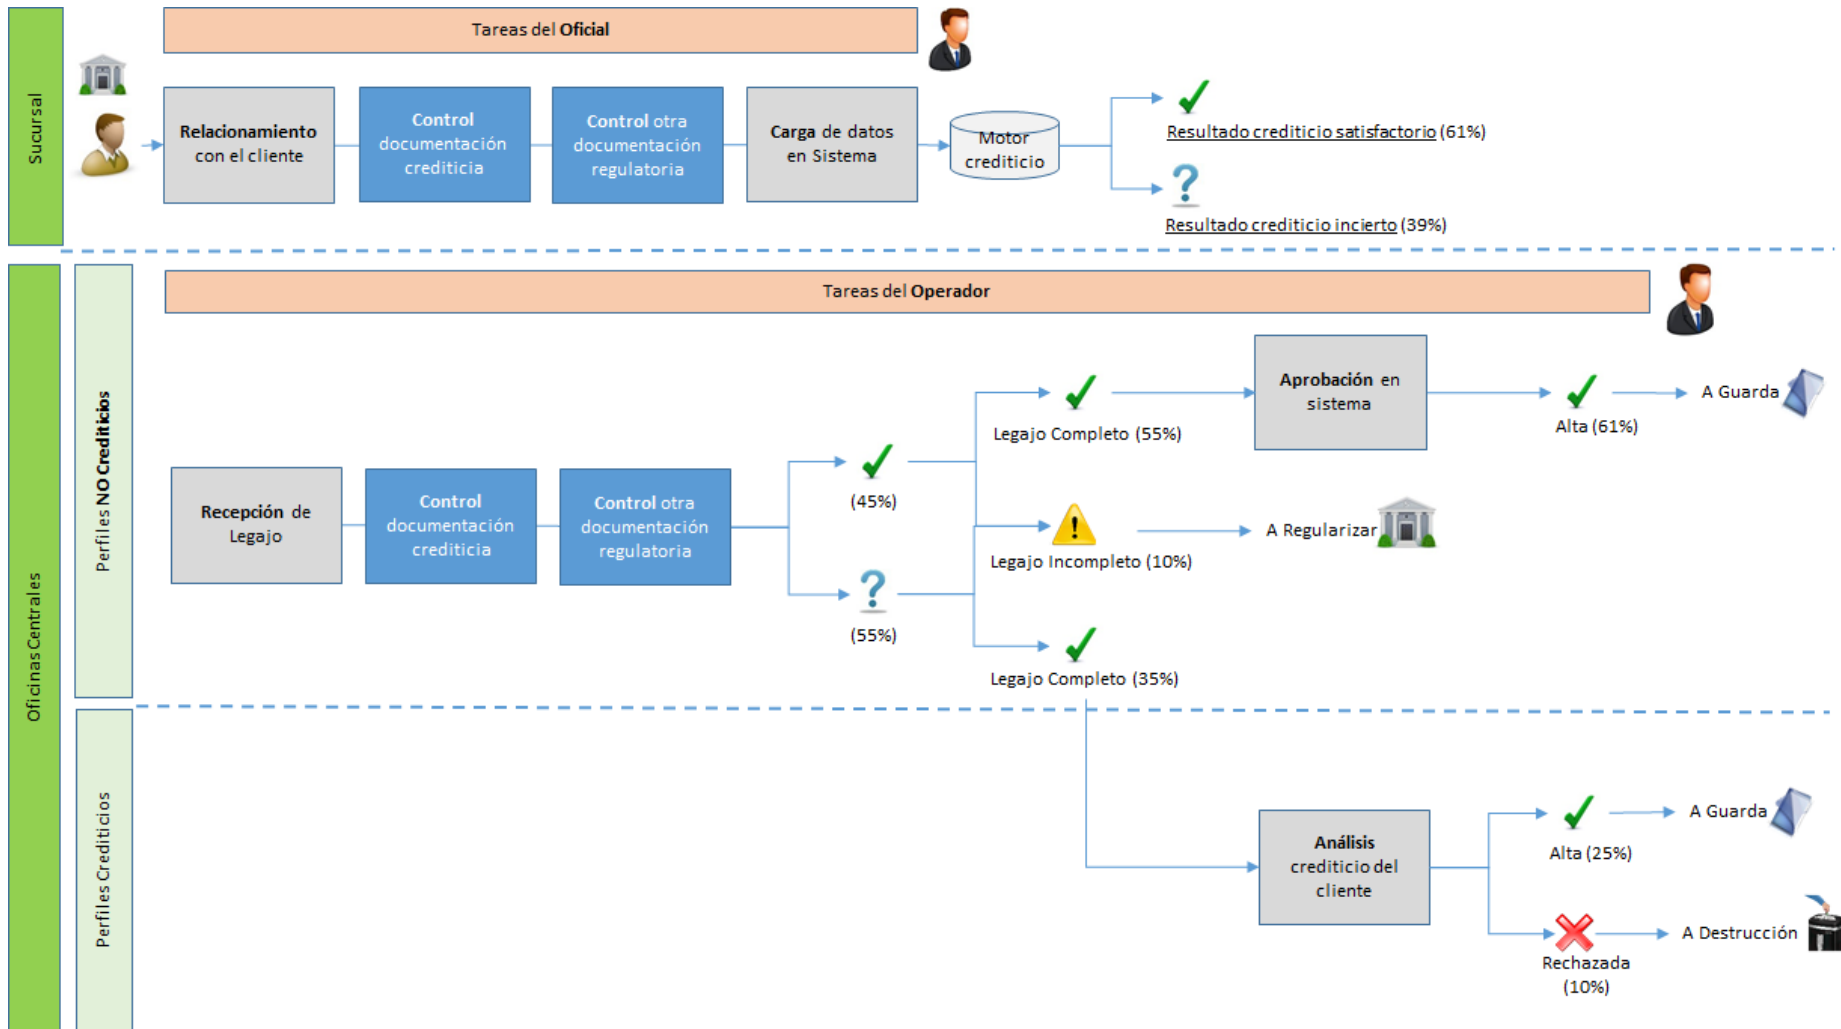 Sucursal
Tareas del Oficial
Relacionamiento
con el cliente
Control
documentación
crediticia
Control otra
documentación
regulatoria
Carga de datos
en Sistema
Motor
crediticio
Resultado crediticio satisfactorio (61%)
Resultado crediticio incierto (39%)
Oficinas Centrales
Perfiles NO Crediticios
Tareas del Operador
Recepción de
Legajo
Control
documentación
crediticia
Control otra
documentación
regulatoria
(45%)
(55%)
Legajo Completo (55%)
Aprobación en
sistema
Alta (61%)
A Guarda
Legajo Incompleto (10%)
A Regularizar
Legajo Completo (35%)
Perfiles Crediticios
Análisis
crediticio del
cliente
Alta (25%)
A Guarda
Rechazada
(10%)
A Destrucción